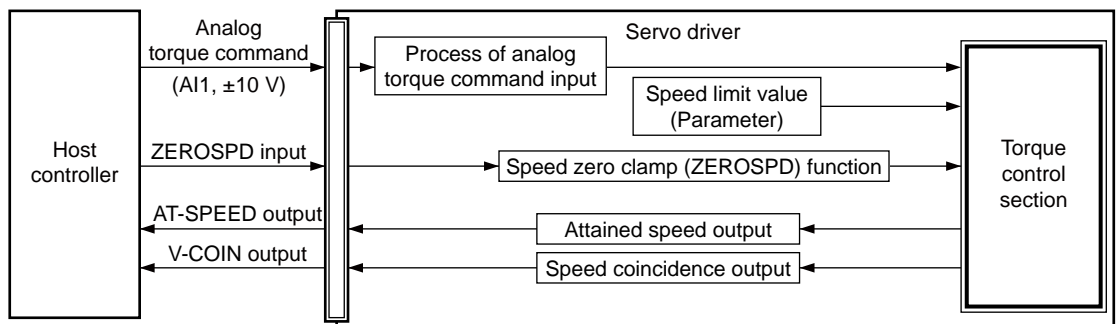 Analog
torque command
(AI1, ±10 V)
Servo driver
Process of analog
torque command input
Speed limit value
(Parameter)
Host
controller
ZEROSPD input
Speed zero clamp (ZEROSPD) function
Torque
control
section
AT-SPEED output
Attained speed output
V-COIN output
Speed coincidence output